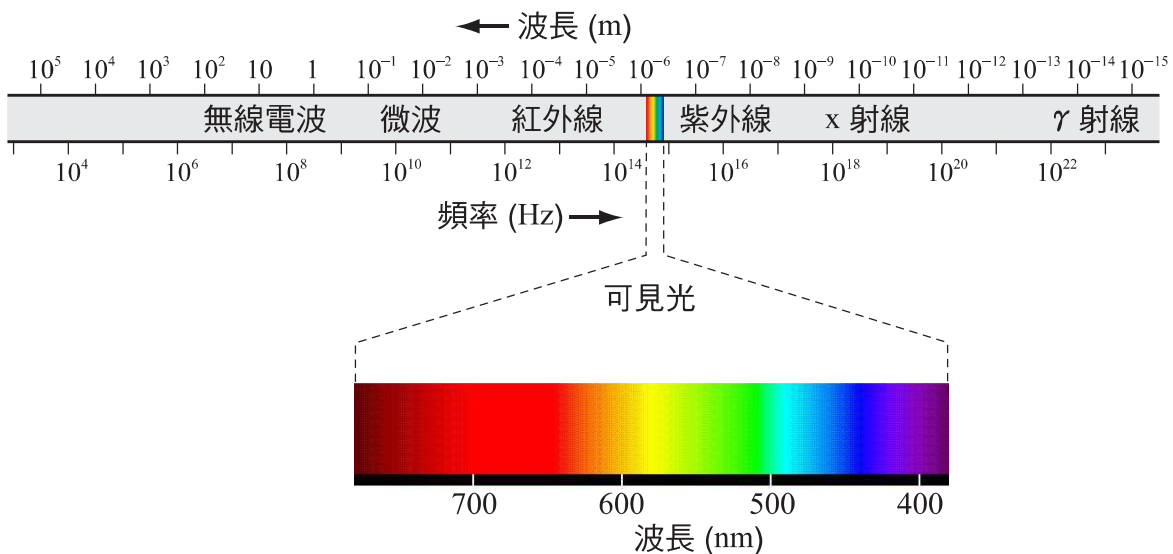 波長 (m)
10⁵ 10⁴ 10³ 10² 10 1 10⁻¹ 10⁻² 10⁻³ 10⁻⁴ 10⁻⁵ 10⁻⁶ 10⁻⁷ 10⁻⁸ 10⁻⁹ 10⁻¹⁰ 10⁻¹¹ 10⁻¹² 10⁻¹³ 10⁻¹⁴ 10⁻¹⁵
無線電波 微波 紅外線 紫外線 x 射線 γ 射線
10⁴ 10⁶ 10⁸ 10¹⁰ 10¹² 10¹⁴ 10¹⁶ 10¹⁸ 10²⁰ 10²²
頻率 (Hz)
可見光
700 600 500 400
波長 (nm)